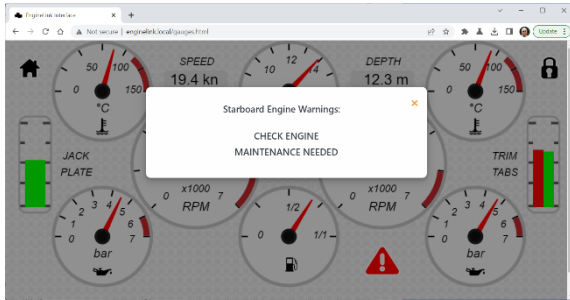 EngineLink Interface
Not secure | enginelink.local/gauges.html
Update
SPEED
19.4 kn
DEPTH
12.3 m
0 50 100 150
°C
10 12 14
0 50 100 150
°C
Starboard Engine Warnings:
CHECK ENGINE
MAINTENANCE NEEDED
JACK
PLATE
TRIM
TABS
0 x1000 7
RPM
0 x1000 7
RPM
0 1 2 3 4 5 6 7
bar
0 1/2 1/1
0 1 2 3 4 5 6 7
bar